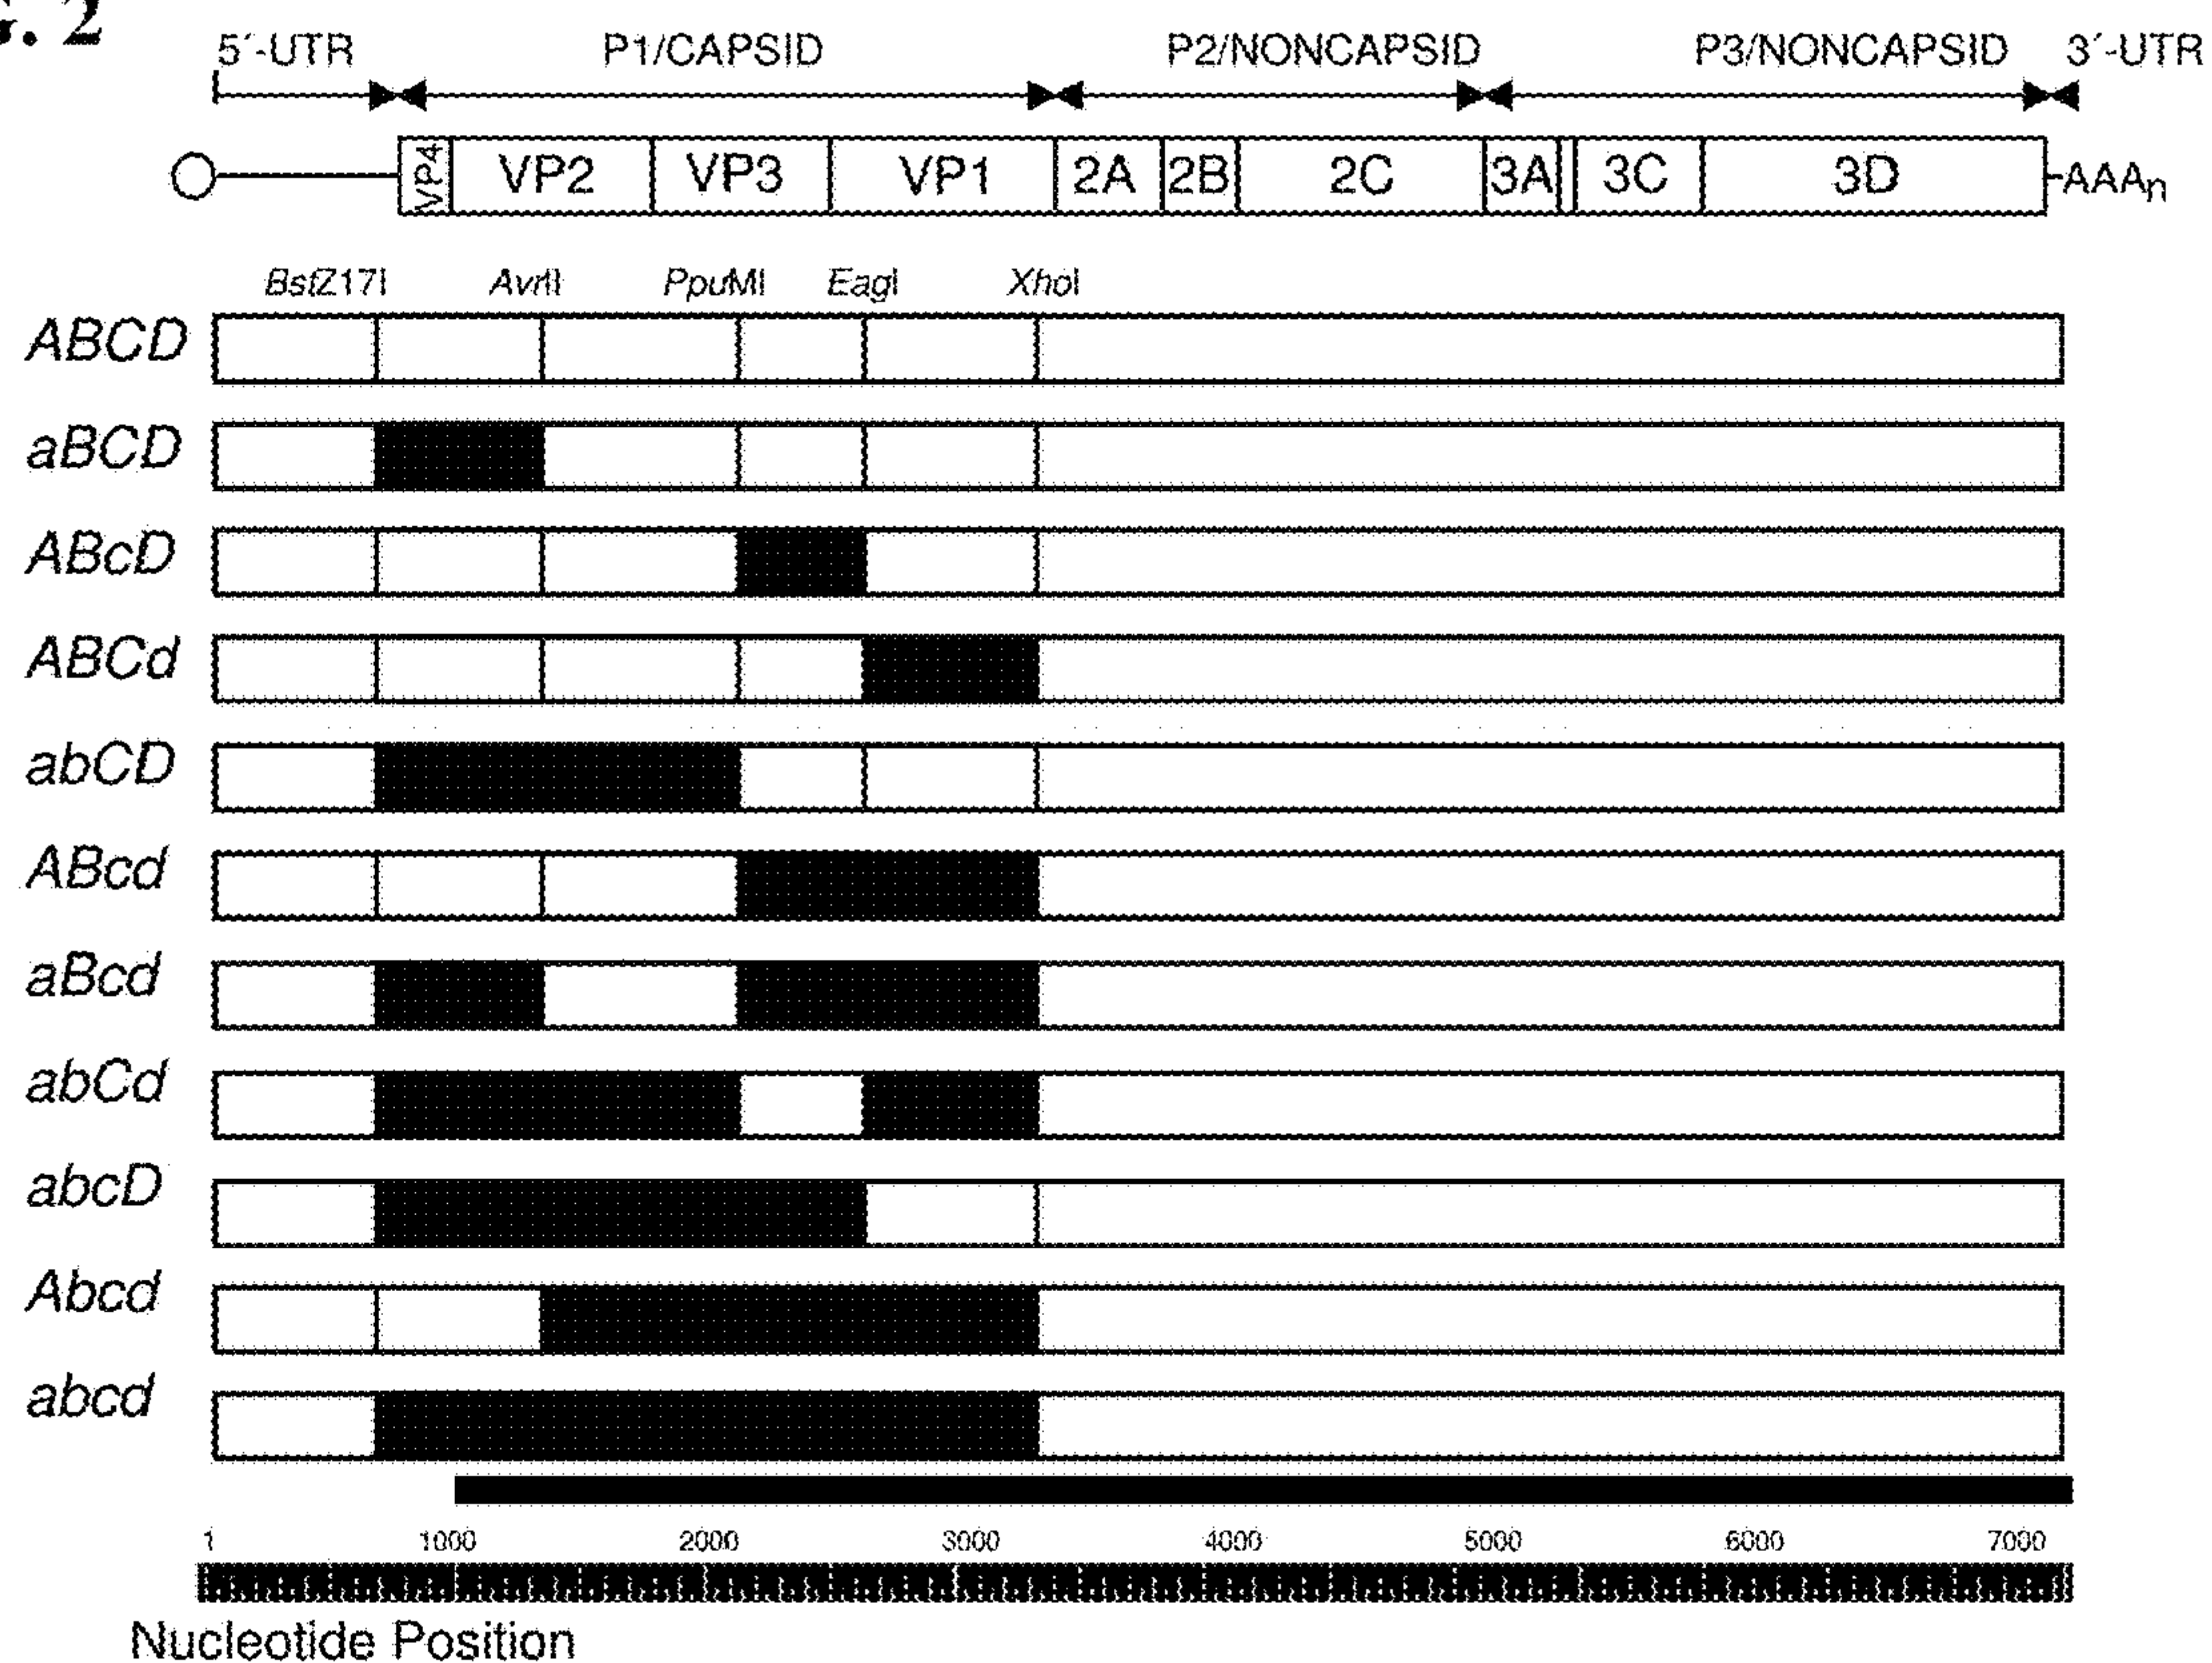 G. 2
5´-UTR P1/CAPSID P2/NONCAPSID P3/NONCAPSID 3´-UTR
VP4 VP2 VP3 VP1 2A 2B 2C 3A 3C 3D AAAn
BstZ17I AvrII PpuMI EagI XhoI
ABCD
aBCD
ABcD
ABCd
abCD
ABcd
aBcd
abCd
abcD
Abcd
abcd
1 1000 2000 3000 4000 5000 6000 7000
Nucleotide Position